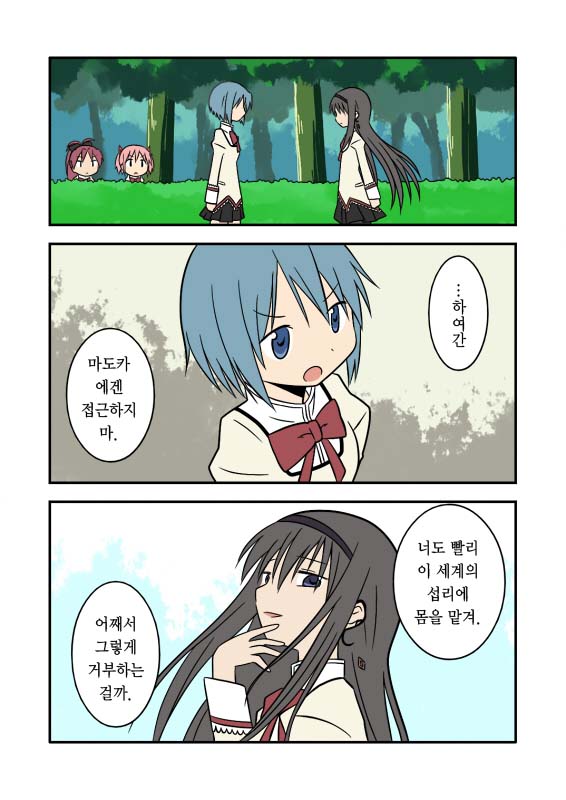 …
하
여
간
마도카
에겐
접근하지
마.
너도 빨리
이 세계의
섭리에
몸을 맡겨.
어째서
그렇게
거부하는
걸까.